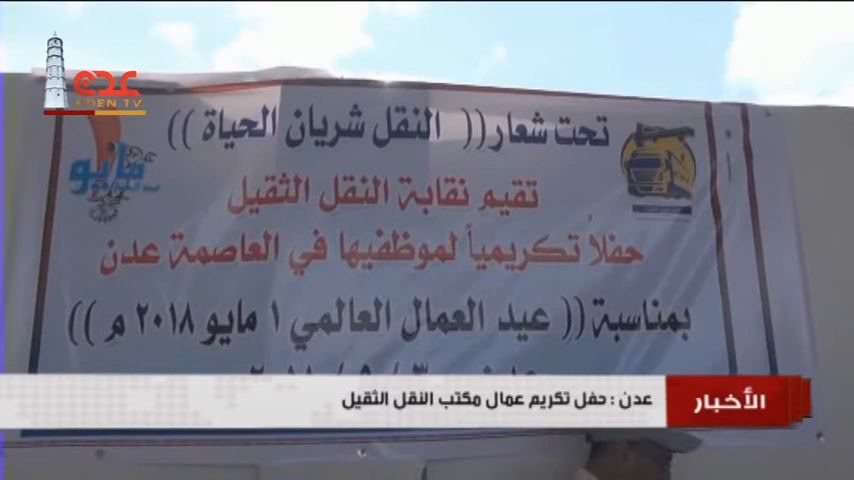 عدن
EDEN TV
تحت شعار (( النقل شريان الحياة ))
مايو
تقيم نقابة النقل الثقيل
حفلاً تكريمياً لموظفيها في العاصمة عدن
بمناسبة (( عيد العمال العالمي ١ مايو ٢٠١٨ م ))
الأخبار
عدن : حفل تكريم عمال مكتب النقل الثقيل